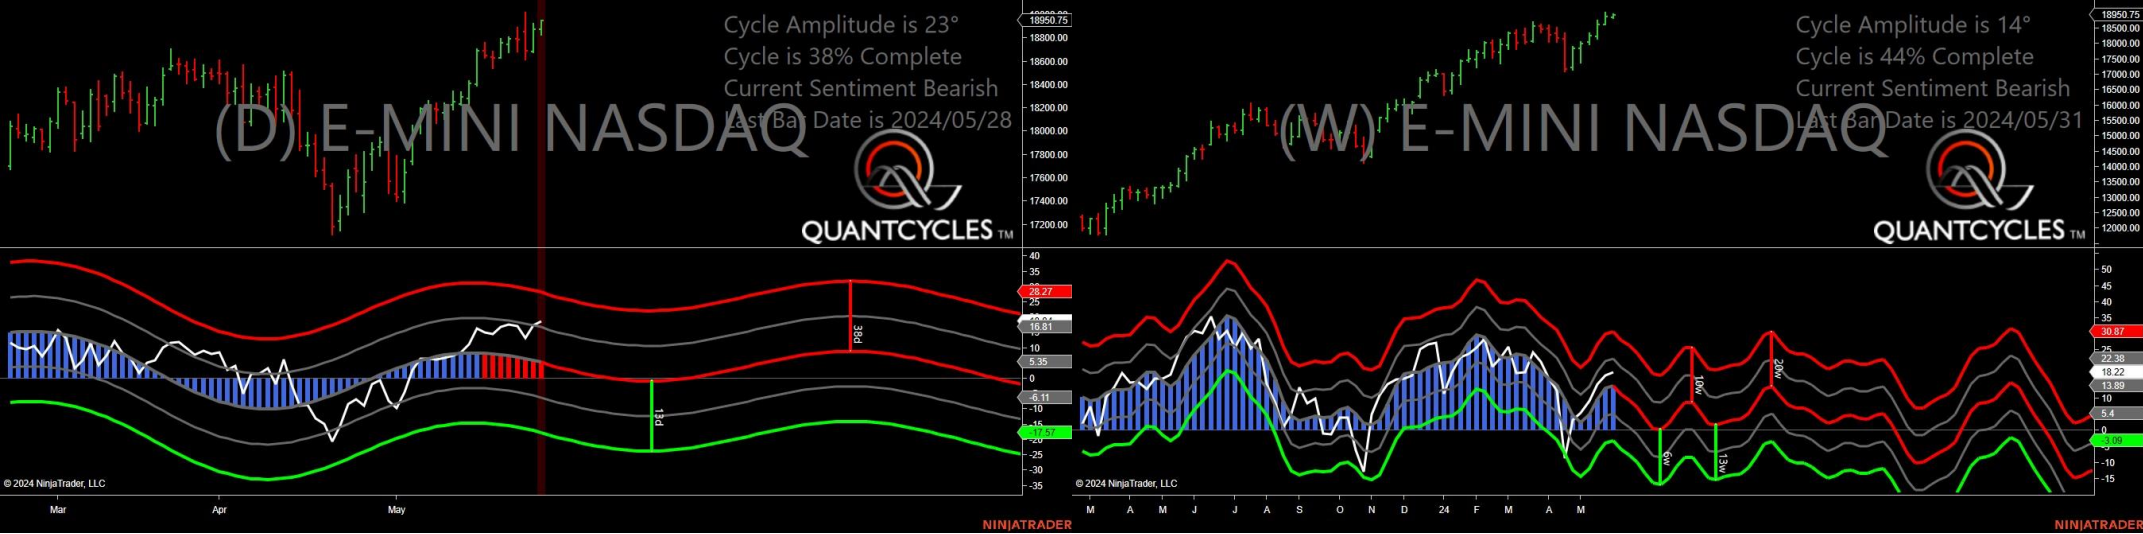 Cycle Amplitude is 23°
Cycle is 38% Complete
Current Sentiment Bearish
Last Bar Date is 2024/05/28
(D) E-MINI NASDAQ
QUANTCYCLES TM
18950.75
18800.00
18600.00
18400.00
18200.00
18000.00
17800.00
17600.00
17400.00
17200.00
40
35
28.27
25
16.81
10
5.35
0
-6.11
-10
-17.57
-25
-30
-35
38d
13d
© 2024 NinjaTrader, LLC
Mar
Apr
May
NINJATRADER
Cycle Amplitude is 14°
Cycle is 44% Complete
Current Sentiment Bearish
Last Bar Date is 2024/05/31
(W) E-MINI NASDAQ
QUANTCYCLES TM
18950.75
18500.00
18000.00
17500.00
17000.00
16500.00
16000.00
15500.00
15000.00
14500.00
14000.00
13500.00
13000.00
12500.00
12000.00
50
45
40
35
30.87
25
22.38
18.22
13.89
5.4
0
-3.09
-10
-15
10w
20w
6w
13w
© 2024 NinjaTrader, LLC
M A M J J A S O N D 24 F M A M
NINJATRADER